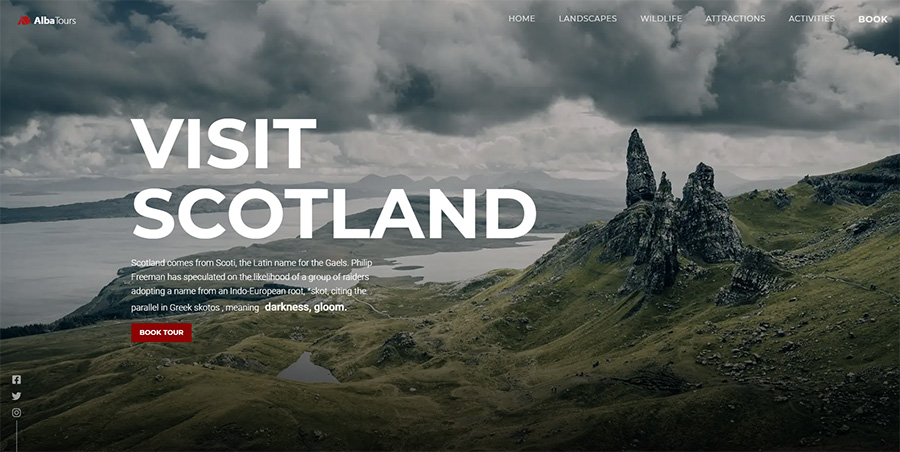 AlbaTours
HOME LANDSCAPES WILDLIFE ATTRACTIONS ACTIVITIES BOOK
VISIT
SCOTLAND
Scotland comes from Scoti, the Latin name for the Gaels. Philip
Freeman has speculated on the likelihood of a group of raiders
adopting a name from an Indo-European root, *skot, citing the
parallel in Greek skotos , meaning darkness, gloom.
BOOK TOUR